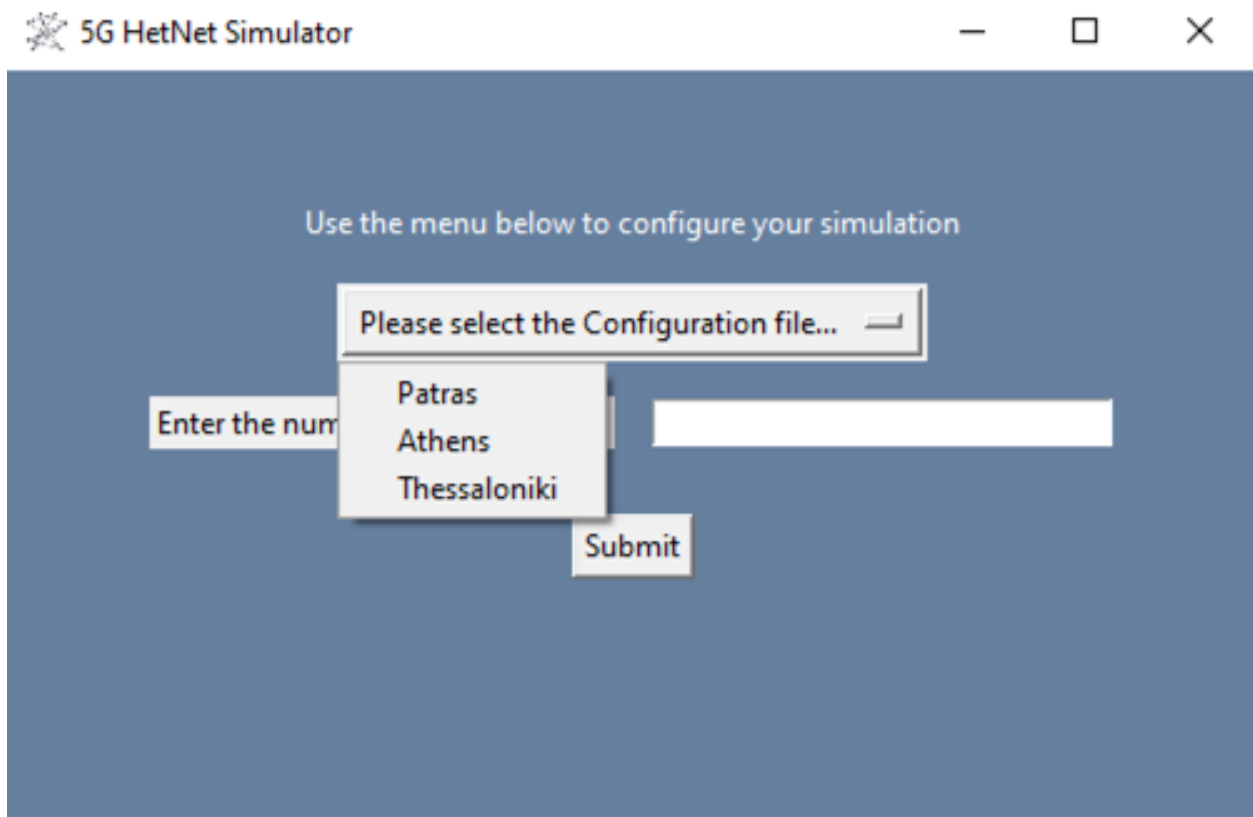 5G HetNet Simulator
Use the menu below to configure your simulation
Please select the Configuration file...
Patras
Enter the num
Athens
Thessaloniki
Submit